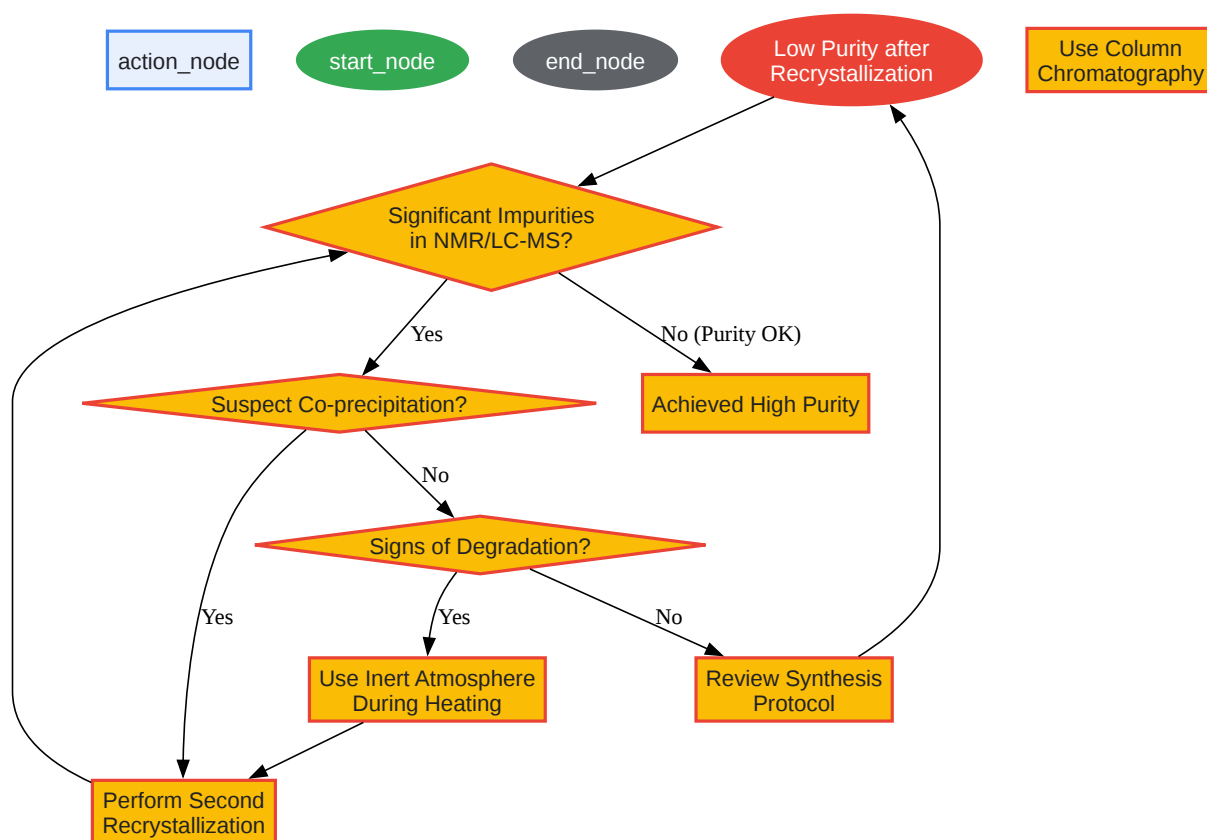 action_node
start_node
end_node
Low Purity after
Recrystallization
Use Column
Chromatography
Significant Impurities
in NMR/LC-MS?
Yes
No (Purity OK)
Suspect Co-precipitation?
Achieved High Purity
No
Signs of Degradation?
Yes
Yes
No
Use Inert Atmosphere
During Heating
Review Synthesis
Protocol
Perform Second
Recrystallization